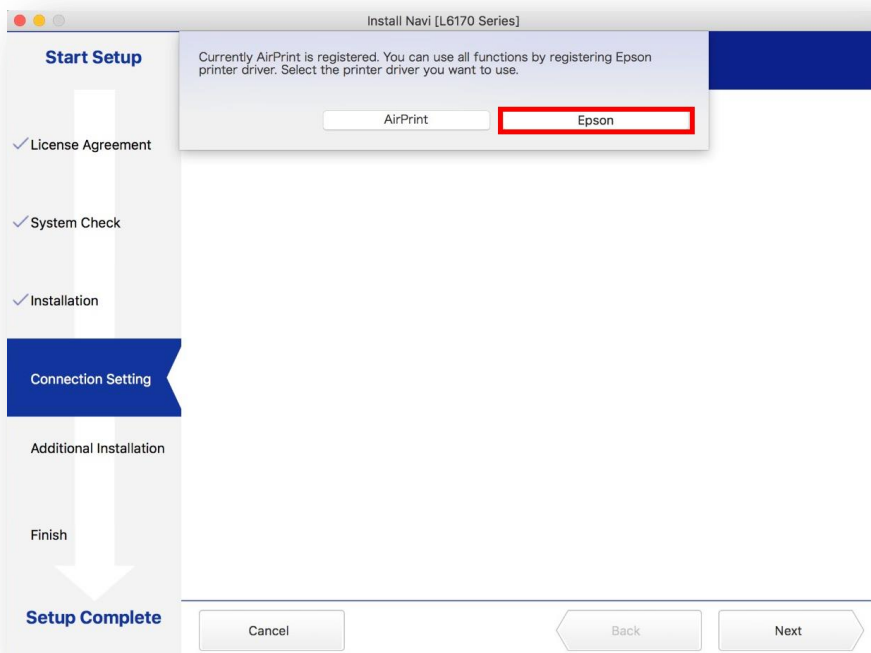 Install Navi [L6170 Series]
Start Setup
Currently AirPrint is registered. You can use all functions by registering Epson
printer driver. Select the printer driver you want to use.
AirPrint
Epson
License Agreement
System Check
Installation
Connection Setting
Additional Installation
Finish
Setup Complete
Cancel
Back
Next